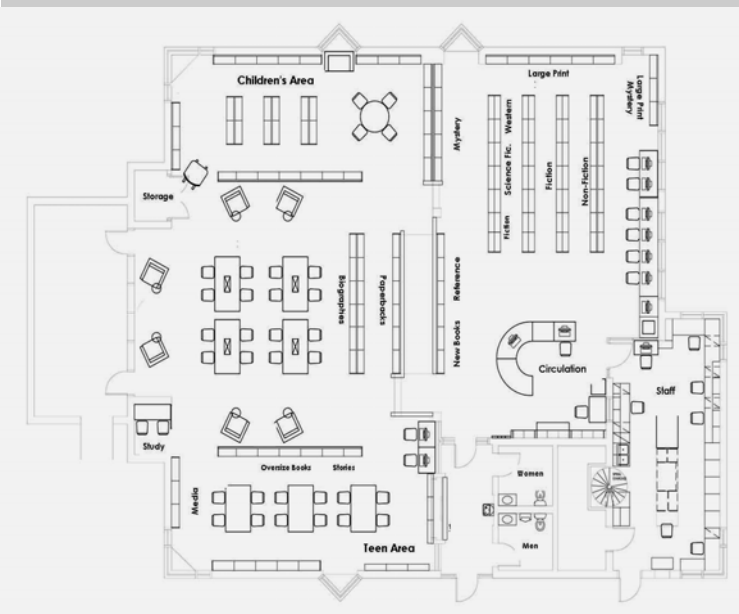 Children's Area
Large Print
Large Print
Mystery
Mystery
Western
Science Fic.
Fiction
Fiction
Non-Fiction
Storage
Biographies
Paperbacks
Reference
New Books
Circulation
Staff
Study
Oversize Books
Stories
Media
Teen Area
Women
Men